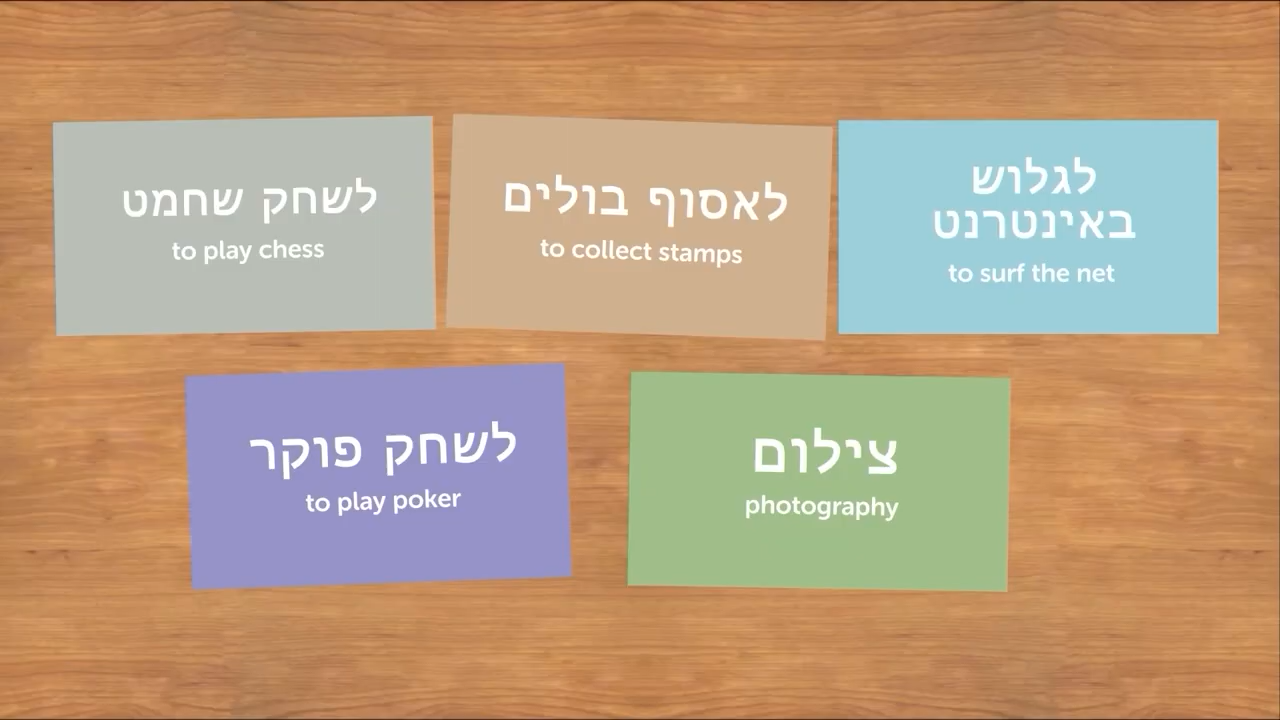 לשחק שחמט
to play chess
לאסוף בולים
to collect stamps
לגלוש
באינטרנט
to surf the net
לשחק פוקר
to play poker
צילום
photography